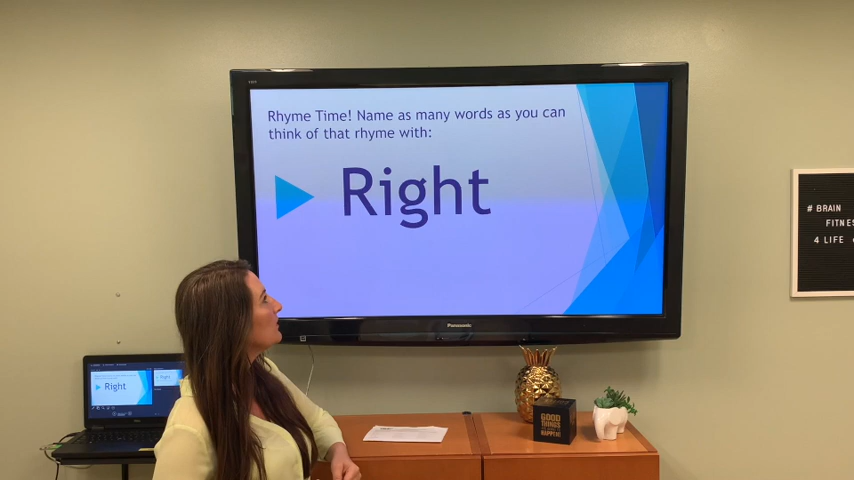 Rhyme Time! Name as many words as you can
think of that rhyme with:
Right
# BRAIN
FITNES
4 LIFE
Panasonic
Right
GOOD
THINGS
HAPPEN!